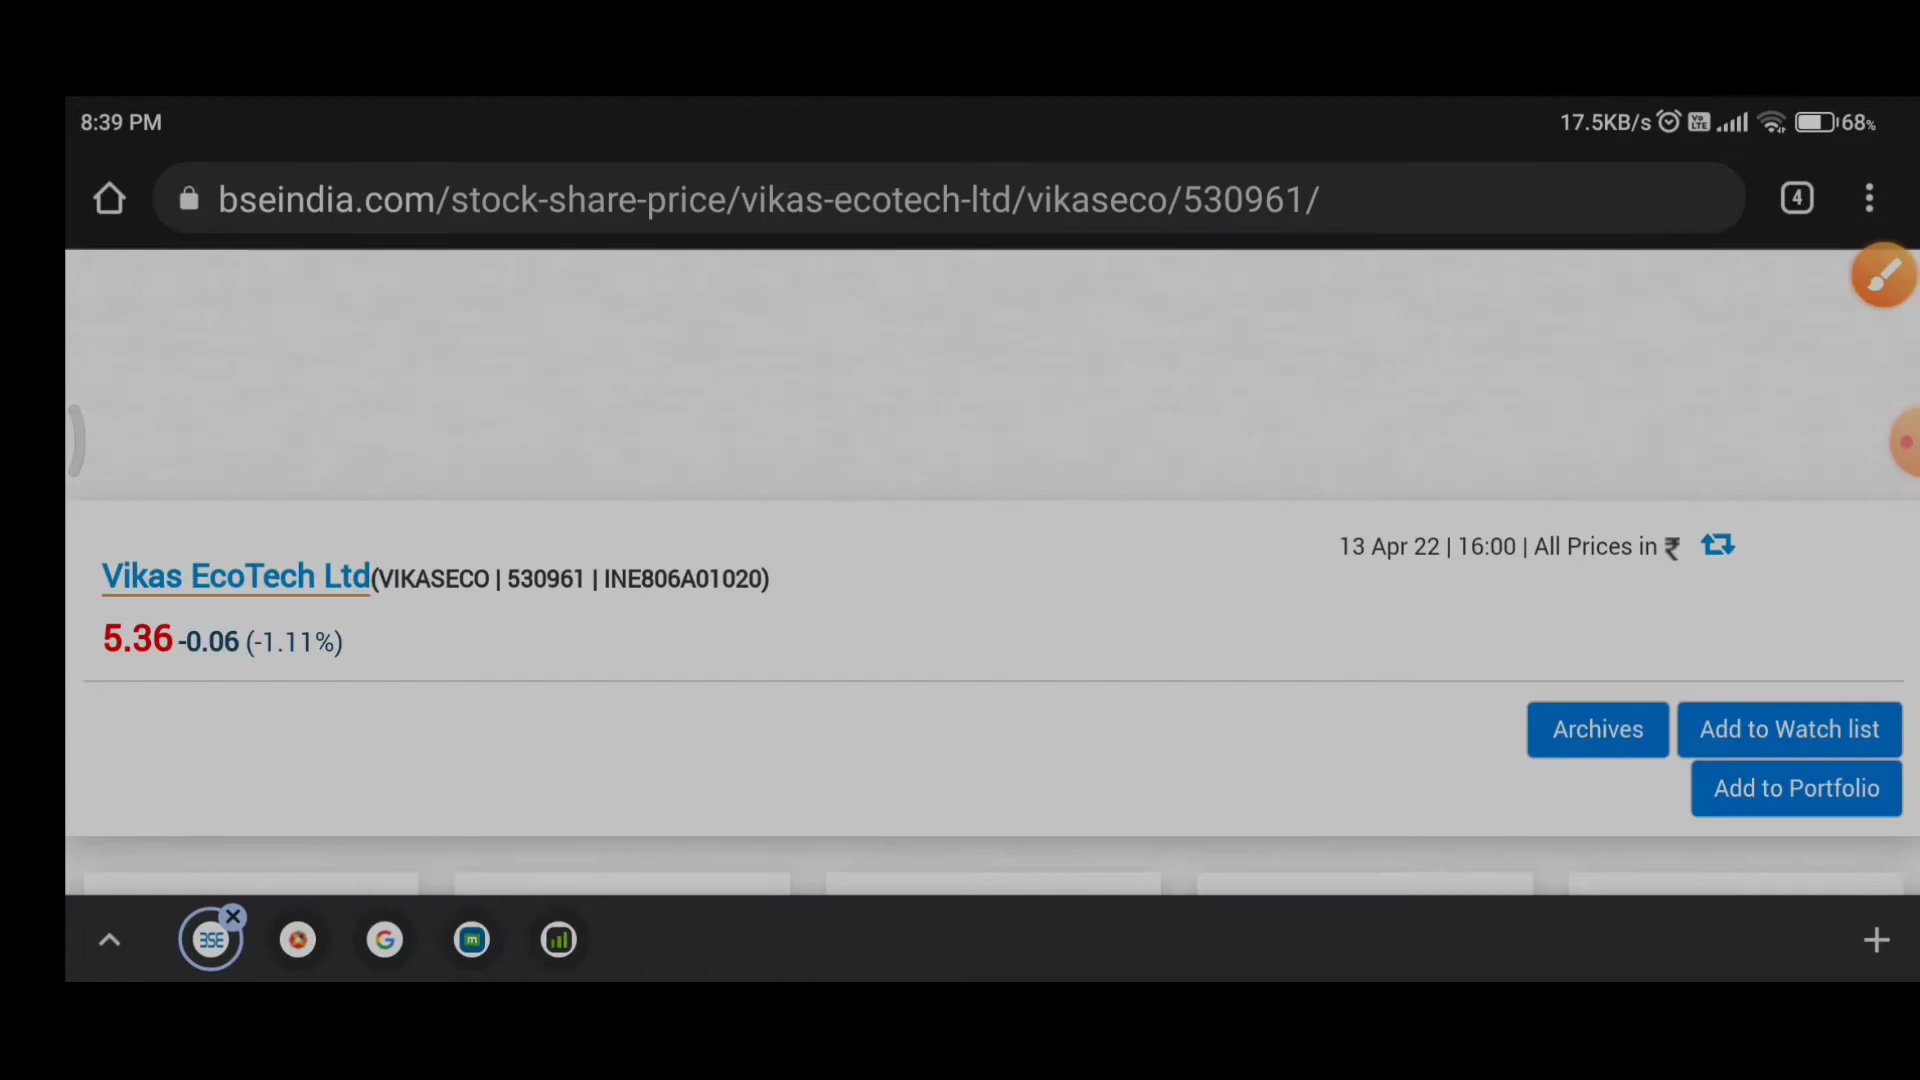 8:39 PM
17.5KB/s Vo LTE 68%
bseindia.com/stock-share-price/vikas-ecotech-ltd/vikaseco/530961/
4
13 Apr 22 | 16:00 | All Prices in ₹
Vikas EcoTech Ltd(VIKASECO | 530961 | INE806A01020)
5.36 -0.06 (-1.11%)
Archives
Add to Watch list
Add to Portfolio
BSE
G
m